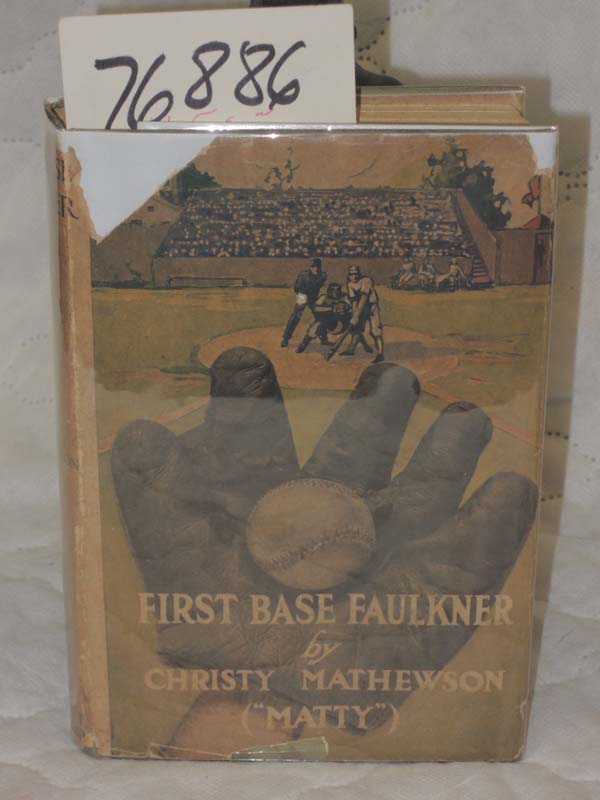 76886
FIRST BASE FAULKNER
by
CHRISTY MATHEWSON
("MATTY")